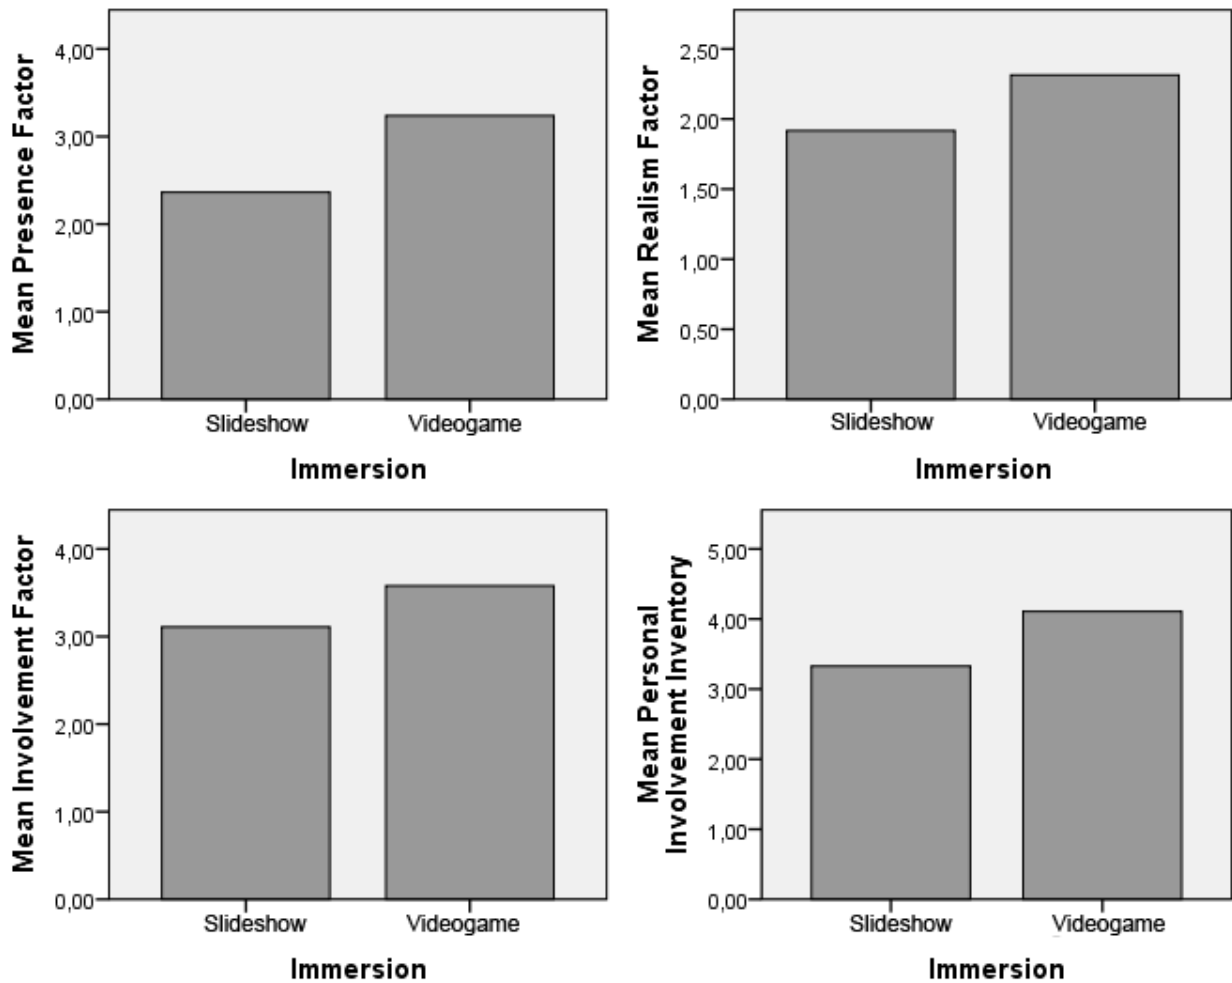 Mean Presence Factor
4,00
3,00
2,00
1,00
0,00
Slideshow
Videogame
Immersion
Mean Realism Factor
2,50
2,00
1,50
1,00
0,50
0,00
Slideshow
Videogame
Immersion
Mean Involvement Factor
4,00
3,00
2,00
1,00
0,00
Slideshow
Videogame
Immersion
Mean Personal
Involvement Inventory
5,00
4,00
3,00
2,00
1,00
0,00
Slideshow
Videogame
Immersion